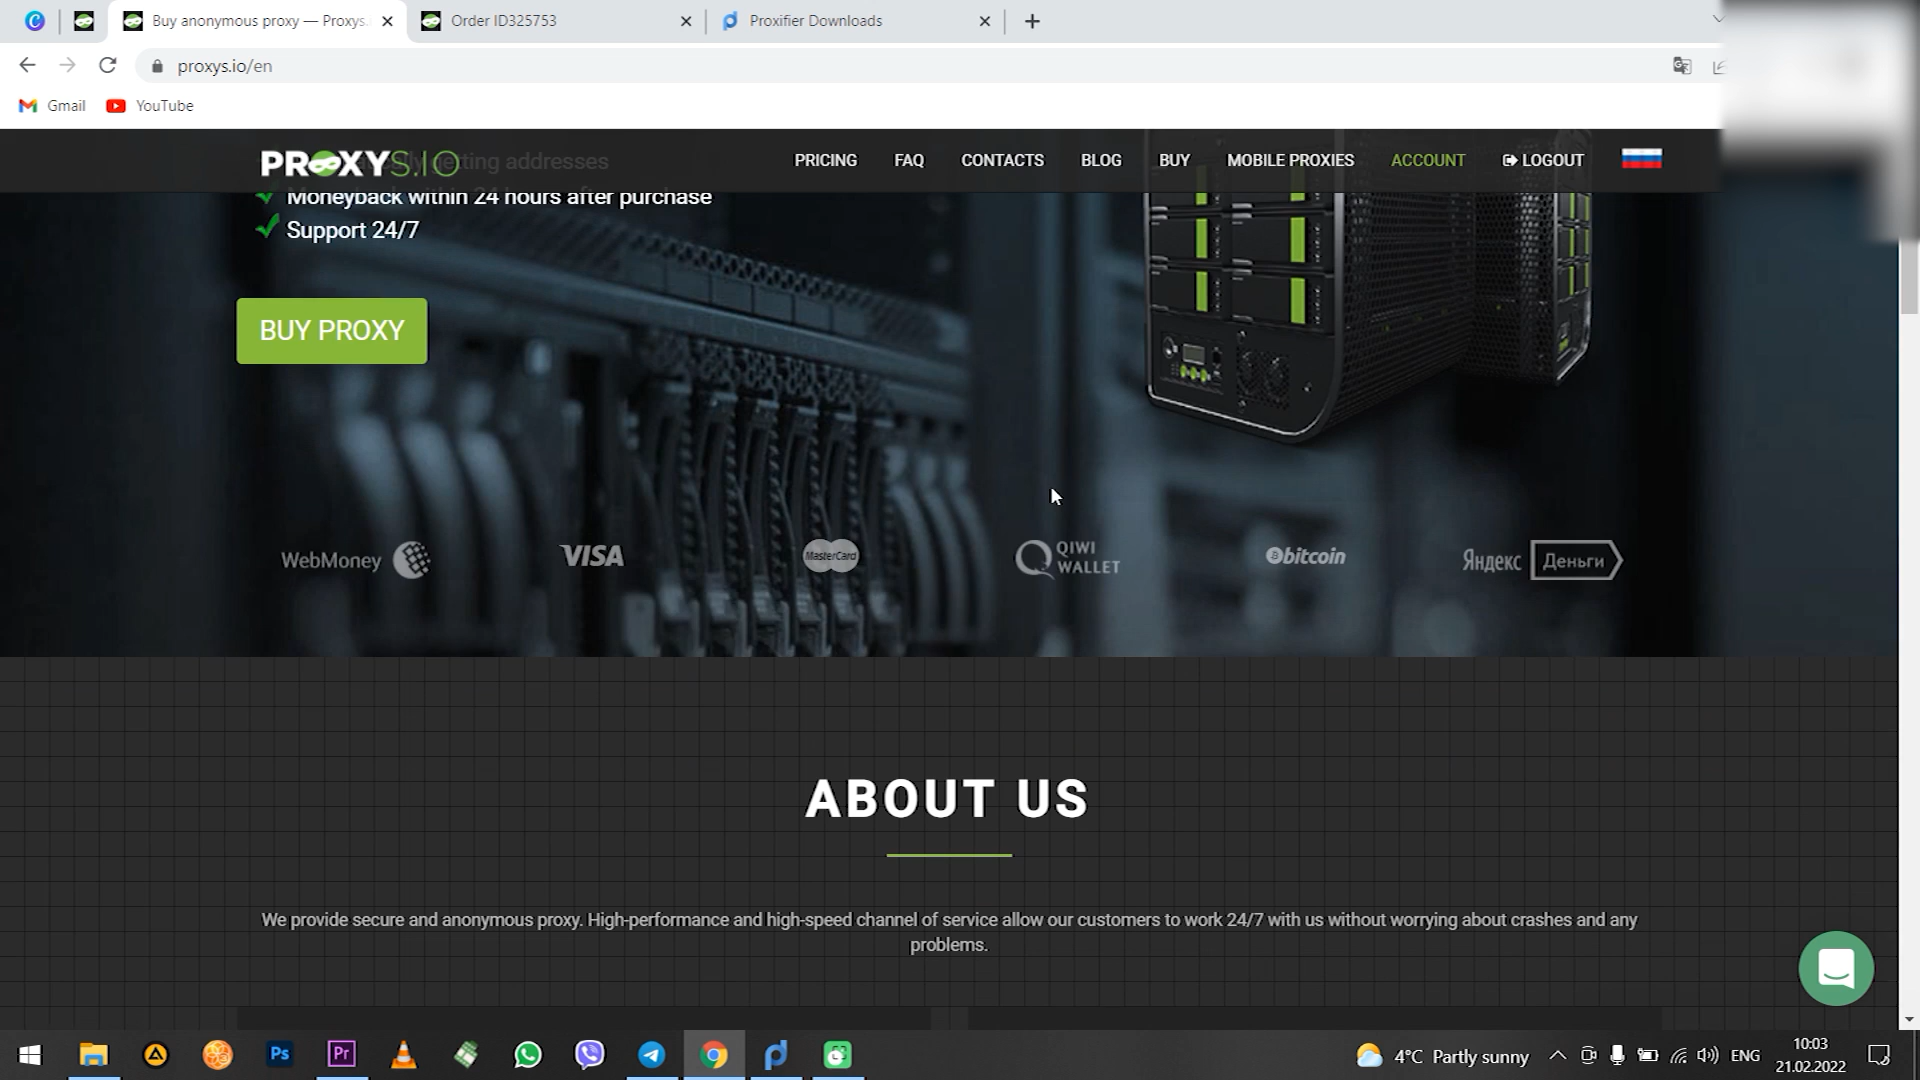 Buy anonymous proxy — Proxys.
Order ID325753
Proxifier Downloads
proxys.io/en
Gmail
YouTube
PROXYS.IO
getting addresses
PRICING
FAQ
CONTACTS
BLOG
BUY
MOBILE PROXIES
ACCOUNT
LOGOUT
Moneyback within 24 hours after purchase
Support 24/7
BUY PROXY
WebMoney
VISA
MasterCard
QIWI
WALLET
bitcoin
Яндекс Деньги
ABOUT US
We provide secure and anonymous proxy. High-performance and high-speed channel of service allow our customers to work 24/7 with us without worrying about crashes and any
problems.
Ps
Pr
4°C Partly sunny
ENG
10:03
21.02.2022